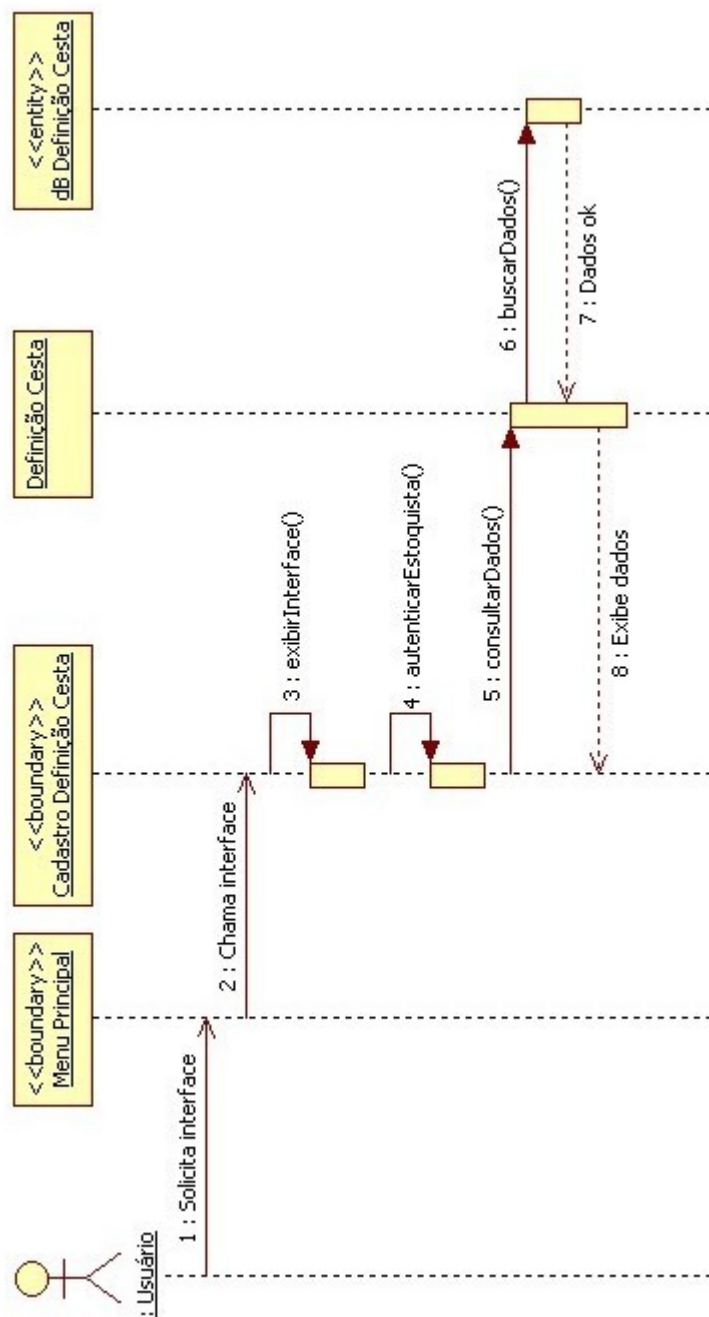 : Usuário
<<boundary>>
Menu Principal
<<boundary>>
Cadastro Definição Cesta
Definição Cesta
<<entity>>
dB Definição Cesta
1 : Solicita interface
2 : Chama interface
3 : exibirInterface()
4 : autenticarEstoquista()
5 : consultarDados()
6 : buscarDados()
7 : Dados ok
8 : Exibe dados